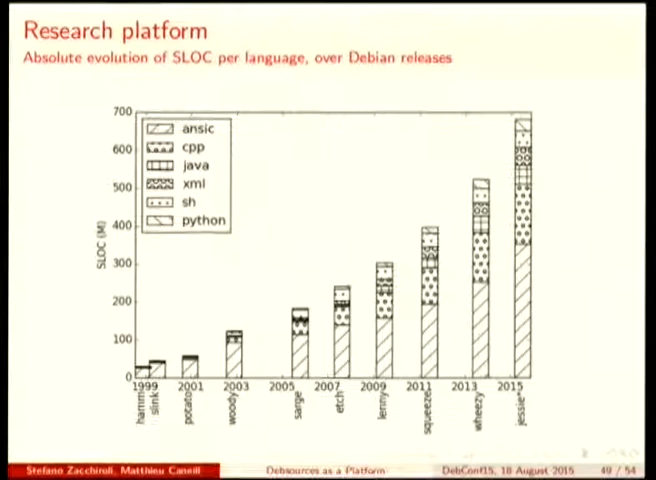 Research platform
Absolute evolution of SLOC per language, over Debian releases
700
600
500
400
300
200
100
0
SLOC (M)
ansic
cpp
java
xml
sh
python
1999 2001 2003 2005 2007 2009 2011 2013 2015
hamm slink potato woody sarge etch lenny squeeze wheezy jessie*
Stefano Zacchiroli, Matthieu Caneill Debsources as a Platform DebConf15, 18 August 2015 49 / 54